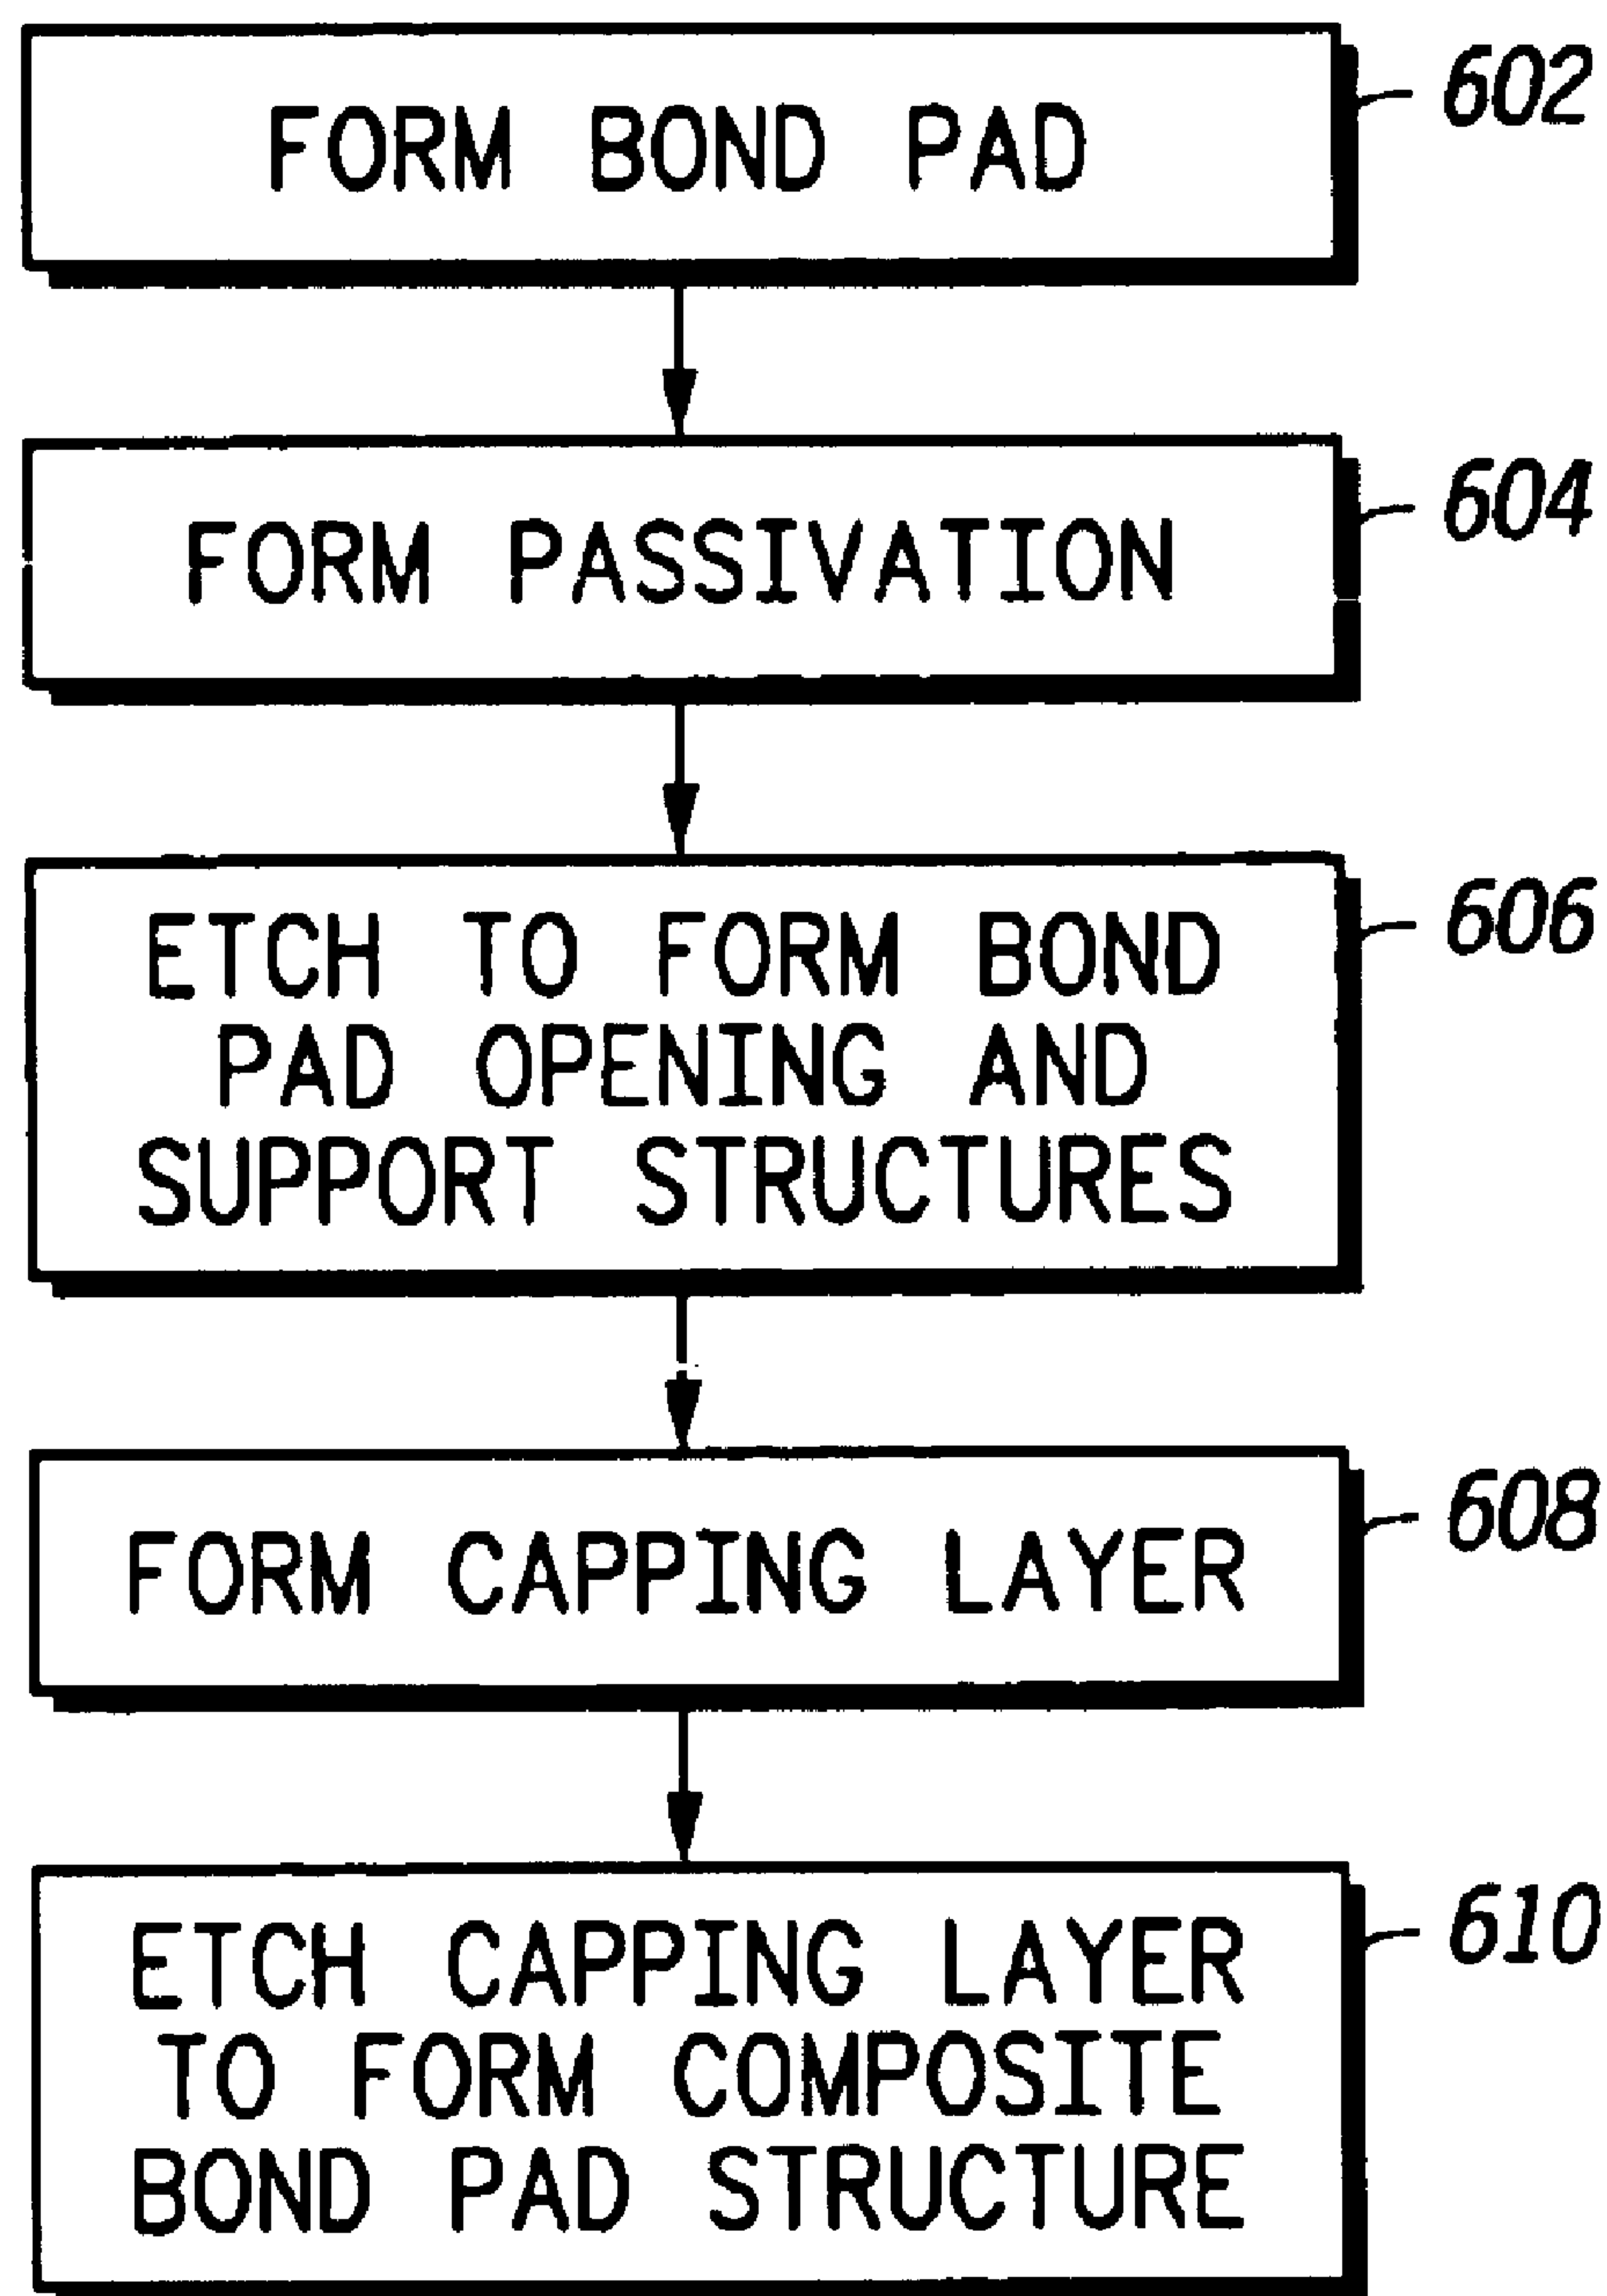 FORM BOND PAD
602
FORM PASSIVATION
604
ETCH TO FORM BOND
PAD OPENING AND
SUPPORT STRUCTURES
606
FORM CAPPING LAYER
608
ETCH CAPPING LAYER
TO FORM COMPOSITE
BOND PAD STRUCTURE
610